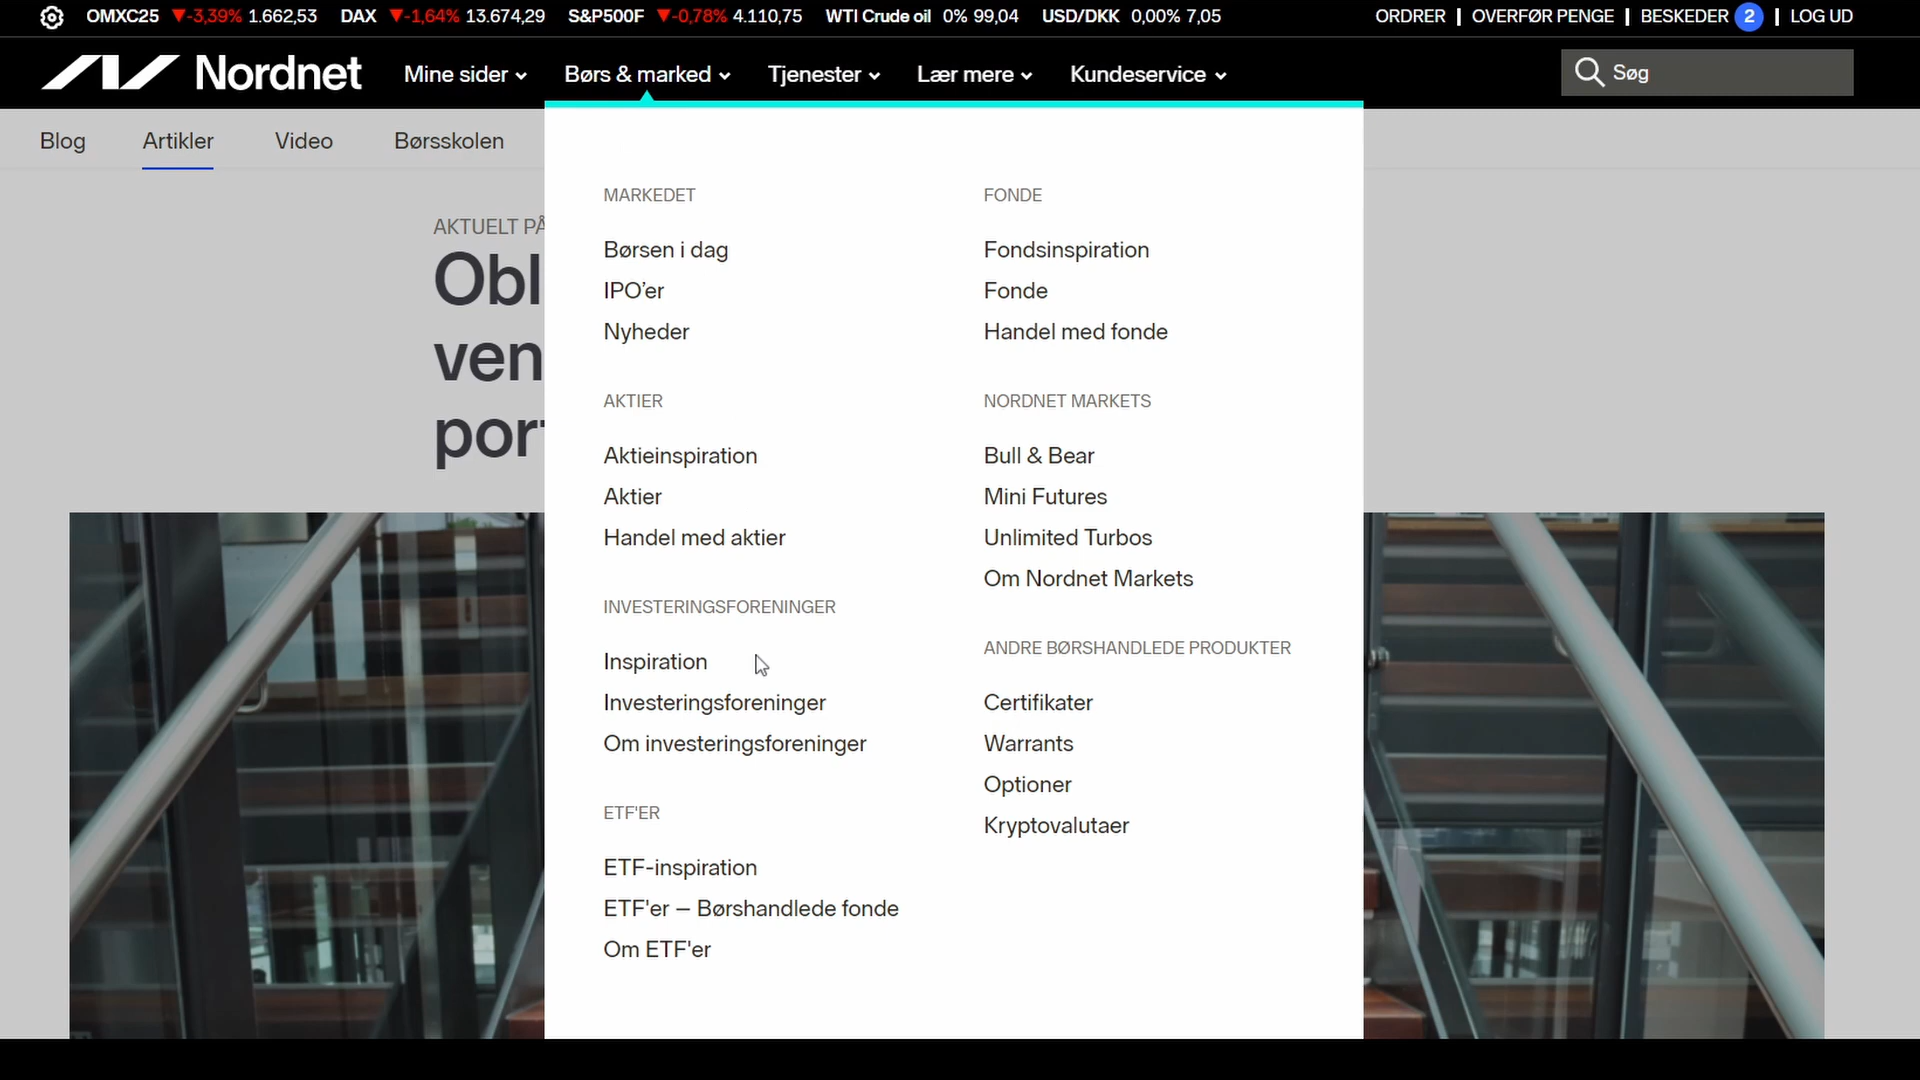 OMXC25 ▼-3,39% 1.662,53 DAX ▼-1,64% 13.674,29 S&P500F ▼-0,78% 4.110,75 WTI Crude oil 0% 99,04 USD/DKK 0,00% 7,05 ORDRER | OVERFØR PENGE | BESKEDER 2 | LOG UD
Nordnet Mine sider Børs & marked Tjenester Lær mere Kundeservice Søg
Blog Artikler Video Børsskolen
AKTUELT PÅ
Obl
ven
port
MARKEDET
Børsen i dag
IPO’er
Nyheder
AKTIER
Aktieinspiration
Aktier
Handel med aktier
INVESTERINGSFORENINGER
Inspiration
Investeringsforeninger
Om investeringsforeninger
ETF'ER
ETF-inspiration
ETF'er – Børshandlede fonde
Om ETF'er
FONDE
Fondsinspiration
Fonde
Handel med fonde
NORDNET MARKETS
Bull & Bear
Mini Futures
Unlimited Turbos
Om Nordnet Markets
ANDRE BØRSHANDLEDE PRODUKTER
Certifikater
Warrants
Optioner
Kryptovalutaer